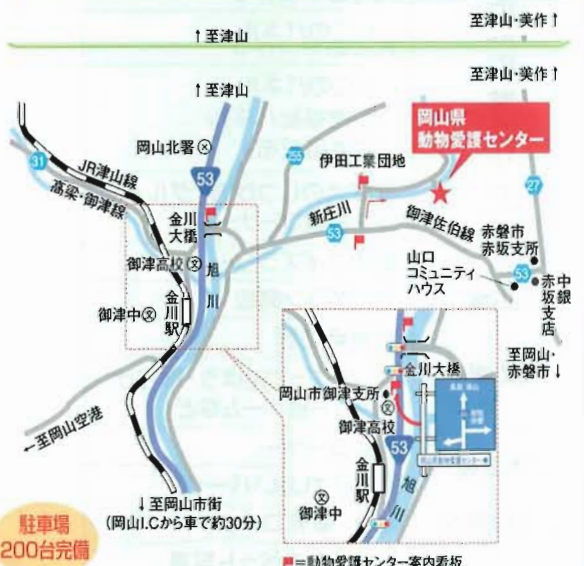 ↑至津山
至津山・美作↑
↑至津山
至津山・美作↑
岡山県
動物愛護センター
岡山北署
53
255
伊田工業団地
31
JR津山線
高梁・御津線
27
金川
大橋
新庄川
53
御津佐伯線
赤磐市
赤坂支所
御津高校 文
旭川
山口
コミュニティ
ハウス
53
中銀
赤坂支店
御津中 文
金川駅
至岡山・
赤磐市↓
金川大橋
岡山市御津支所
文
御津高校
53
←至岡山空港
金川駅
旭川
文
御津中
↓至岡山市街
(岡山I.Cから車で約30分)
駐車場
200台完備
=動物愛護センター案内看板